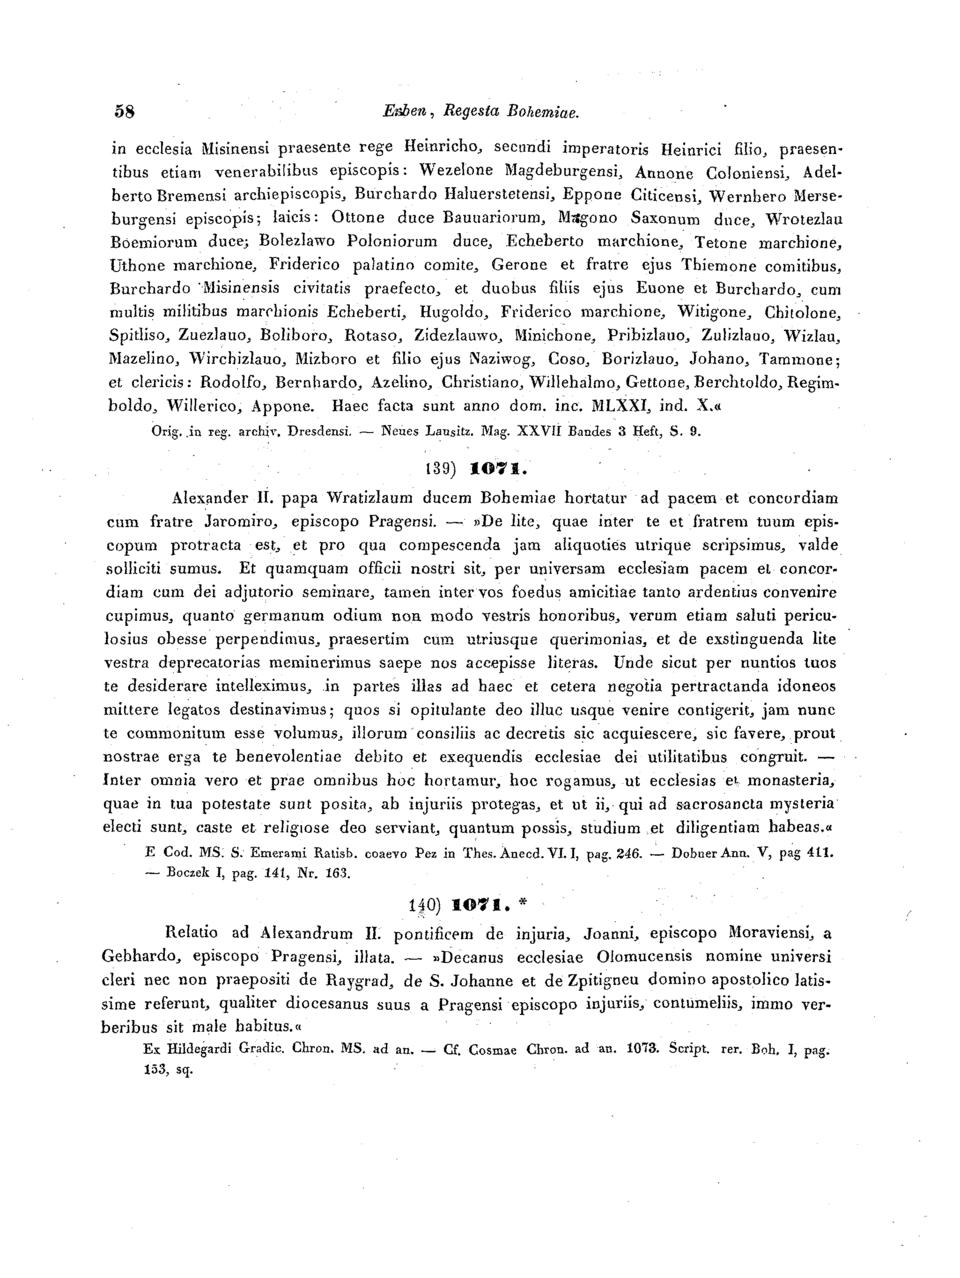 58 Erben, Regesta Bohemiae.
in ecclesia Misinensi praesente rege Heinricho, secundi imperatoris Heinrici filio, praesen-
tibus etiam venerabilibus episcopis: Wezelone Magdeburgensi, Annone Coloniensi, Adel-
berto Bremensi archiepiscopis, Burchardo Haluerstetensi, Eppone Citicensi, Wernhero Merse-
burgensi episcopis; laicis: Ottone duce Bauuariorum, Magono Saxonum duce, Wrotezlau
Boemiorum duce; Bolezlawo Poloniorum duce, Echeberto marchione, Tetone marchione,
Uthone marchione, Friderico palatino comite, Gerone et fratre ejus Thiemone comitibus,
Burchardo Misinensis civitatis praefecto, et duobus filiis ejus Euone et Burchardo, cum
multis militibus marchionis Echeberti, Hugoldo, Friderico marchione, Witigone, Chitolone,
Spitliso, Zuezlauo, Boliboro, Rotaso, Zidezlauwo, Minichone, Pribizlauo, Zulizlauo, Wizlau,
Mazelino, Wirchizlauo, Mizboro et filio ejus Naziwog, Coso, Borizlauo, Johano, Tammone;
et clericis: Rodolfo, Bernhardo, Azelino, Christiano, Willehalmo, Gettone, Berchtoldo, Regim-
boldo, Willerico, Appone. Haec facta sunt anno dom. inc. MLXXI, ind. X.«
Orig. in reg. archiv. Dresdensi. — Neues Lausitz. Mag. XXVII Bandes 3 Heft, S. 9.
139) 1071.
Alexander II. papa Wratizlaum ducem Bohemiae hortatur ad pacem et concordiam
cum fratre Jaromiro, episcopo Pragensi. — »De lite, quae inter te et fratrem tuum epis-
copum protracta est, et pro qua compescenda jam aliquoties utrique scripsimus, valde
solliciti sumus. Et quamquam officii nostri sit, per universam ecclesiam pacem et concor-
diam cum dei adjutorio seminare, tamen inter vos foedus amicitiae tanto ardentius convenire
cupimus, quanto germanum odium non modo vestris honoribus, verum etiam saluti pericu-
losius obesse perpendimus, praesertim cum utriusque querimonias, et de exstinguenda lite
vestra deprecatorias meminerimus saepe nos accepisse literas. Unde sicut per nuntios tuos
te desiderare intelleximus, in partes illas ad haec et cetera negotia pertractanda idoneos
mittere legatos destinavimus; quos si opitulante deo illuc usque venire contigerit, jam nunc
te commonitum esse volumus, illorum consiliis ac decretis sic acquiescere, sic favere, prout
nostrae erga te benevolentiae debito et exequendis ecclesiae dei utilitatibus congruit. —
Inter omnia vero et prae omnibus hoc hortamur, hoc rogamus, ut ecclesias et monasteria,
quae in tua potestate sunt posita, ab injuriis protegas, et ut ii, qui ad sacrosancta mysteria
electi sunt, caste et religiose deo serviant, quantum possis, studium et diligentiam habeas.«
E Cod. MS. S. Emerami Ratisb. coaevo Pez in Thes. Anecd. VI. I, pag. 246. — Dobner Ann. V, pag 411.
— Boczek I, pag. 141, Nr. 163.
140) 1071. *
Relatio ad Alexandrum II. pontificem de injuria, Joanni, episcopo Moraviensi, a
Gebhardo, episcopo Pragensi, illata. — »Decanus ecclesiae Olomucensis nomine universi
cleri nec non praepositi de Raygrad, de S. Johanne et de Zpitigneu domino apostolico latis-
sime referunt, qualiter diocesanus suus a Pragensi episcopo injuriis, contumeliis, immo ver-
beribus sit male habitus.«
Ex Hildegardi Gradic. Chron. MS. ad an. — Cf. Cosmae Chron. ad an. 1073. Script. rer. Boh. I, pag.
153, sq.